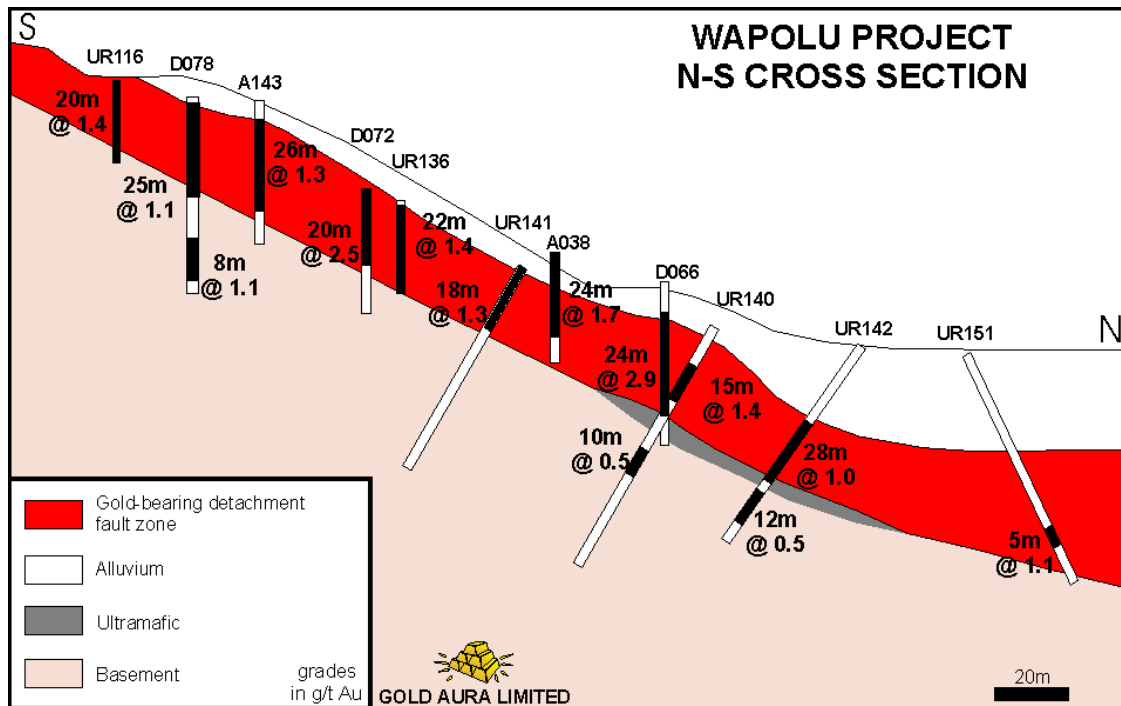 S
WAPOLU PROJECT
N-S CROSS SECTION
UR116
D078
A143
D072
UR136
UR141
A038
D066
UR140
UR142
UR151
N
20m
@ 1.4
25m
@ 1.1
8m
@ 1.1
26m
@ 1.3
20m
@ 2.5
22m
@ 1.4
18m
@ 1.3
24m
@ 1.7
24m
@ 2.9
10m
@ 0.5
15m
@ 1.4
28m
@ 1.0
12m
@ 0.5
5m
@ 1.1
Gold-bearing detachment
fault zone
Alluvium
Ultramafic
Basement
grades
in g/t Au
GOLD AURA LIMITED
20m